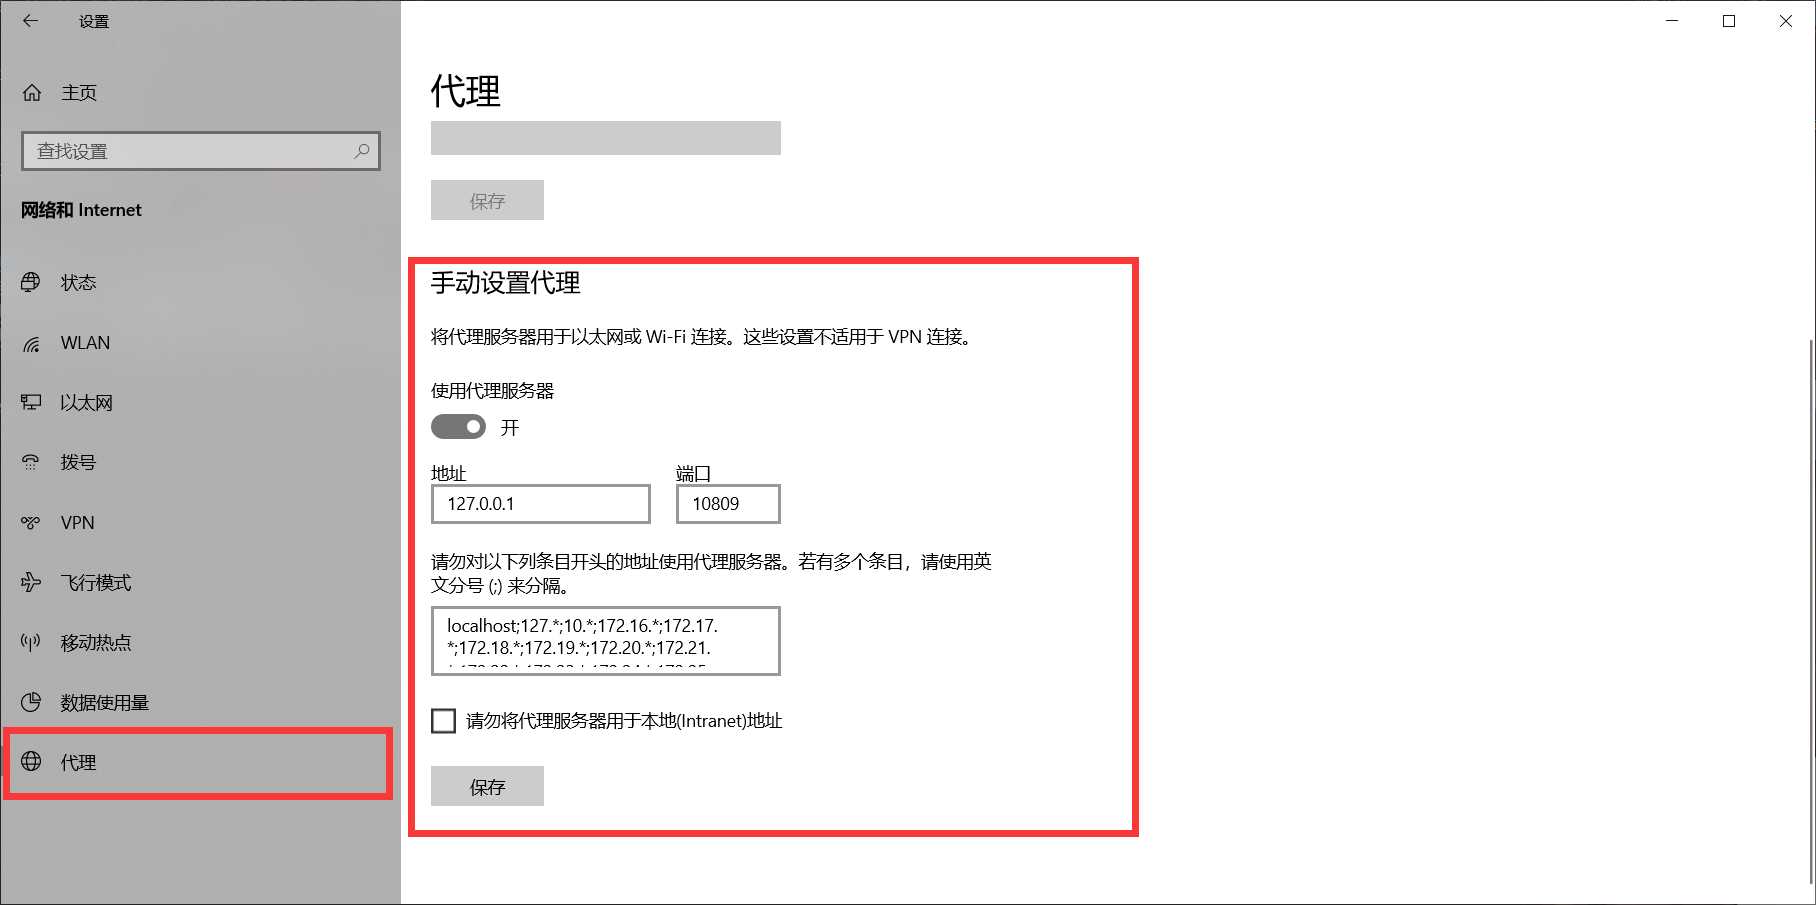 设置
主页
查找设置
网络和 Internet
状态
WLAN
以太网
拨号
VPN
飞行模式
移动热点
数据使用量
代理
代理
保存
手动设置代理
将代理服务器用于以太网或 Wi-Fi 连接。这些设置不适用于 VPN 连接。
使用代理服务器
开
地址
端口
127.0.0.1
10809
请勿对以下列条目开头的地址使用代理服务器。若有多个条目，请使用英
文分号 (;) 来分隔。
localhost;127.*;10.*;172.16.*;172.17.
*;172.18.*;172.19.*;172.20.*;172.21.
请勿将代理服务器用于本地(Intranet)地址
保存